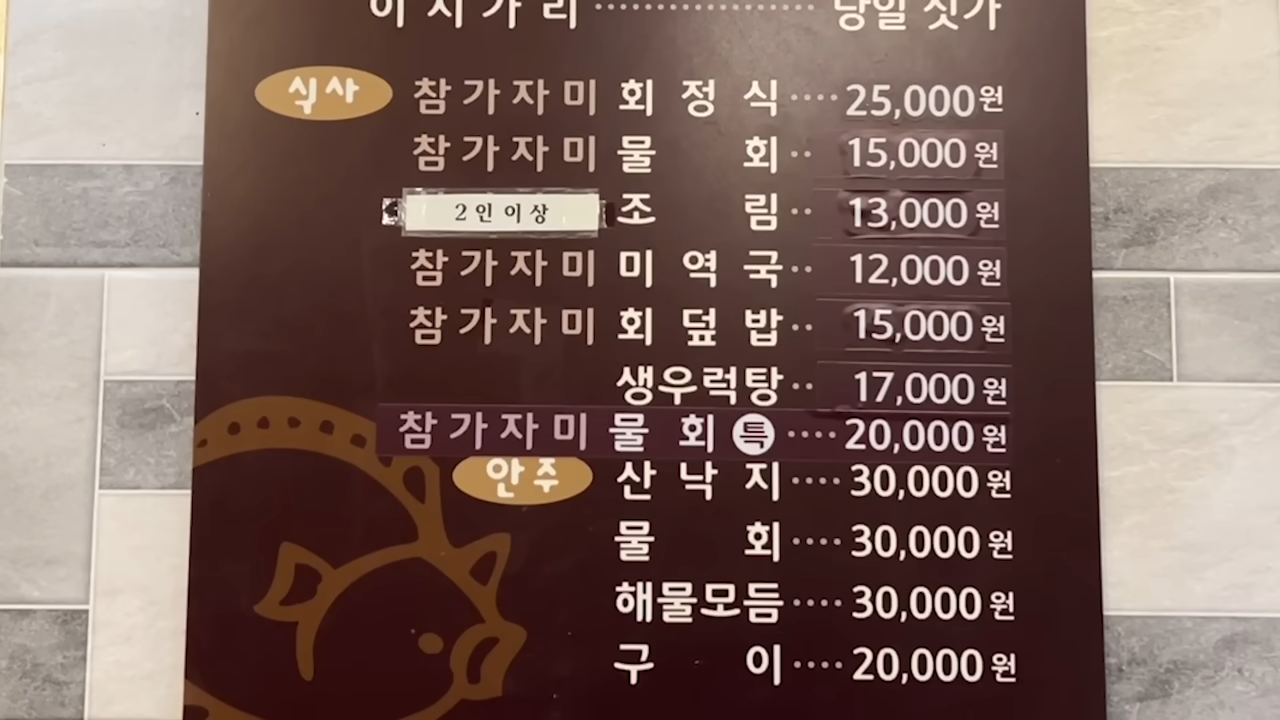 이시가리 ··················· 당일 싯가
식사 참가자미 회정식 ···· 25,000원
참가자미 물회 ·· 15,000원
2인이상 조림 ·· 13,000원
참가자미 미역국 ·· 12,000원
참가자미 회덮밥 ·· 15,000원
생우럭탕 ·· 17,000원
참가자미 물회 특 ···· 20,000원
안주 산낙지 ···· 30,000원
물회 ···· 30,000원
해물모듬 ···· 30,000원
구이 ···· 20,000원